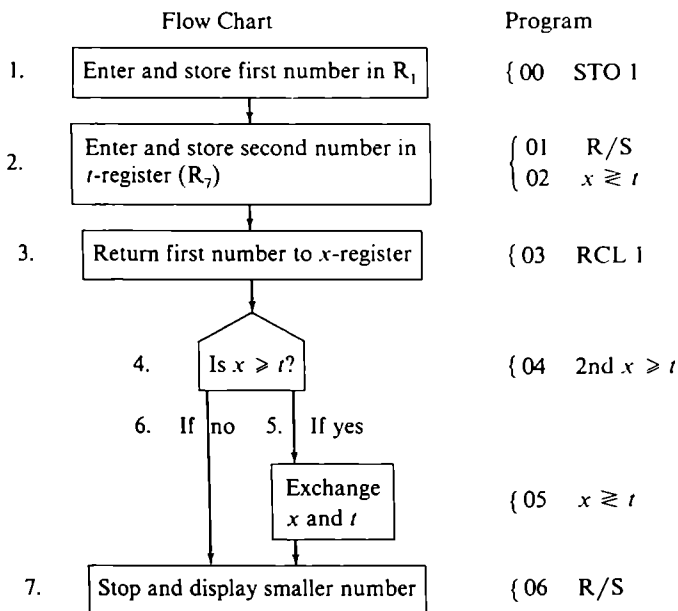 Flow Chart Program
1. Enter and store first number in R₁ { 00 STO 1
2. Enter and store second number in { 01 R/S
t-register (R₇) 02 x ≷ t
3. Return first number to x-register { 03 RCL 1
4. Is x ⩾ t? { 04 2nd x ⩾ t
6. If no 5. If yes
Exchange
x and t { 05 x ≷ t
7. Stop and display smaller number { 06 R/S